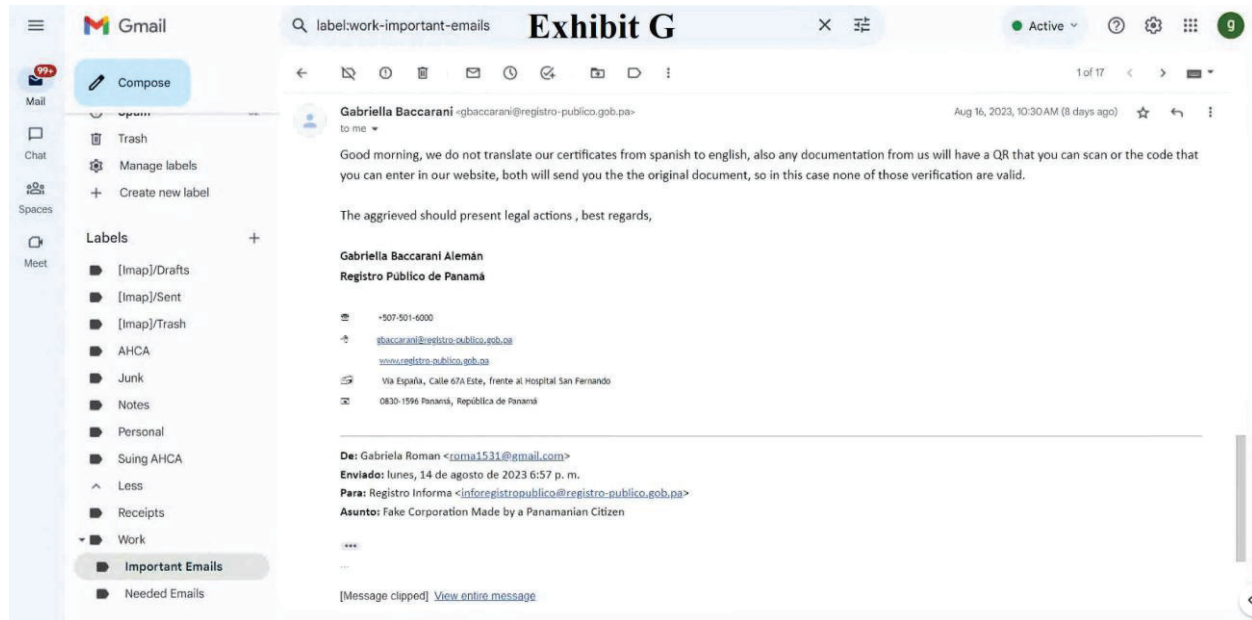 Gmail
label:work-important-emails
Exhibit G
Active
g
99+
Mail
Chat
Spaces
Meet
Compose
Spam
Trash
Manage labels
Create new label
Labels
[Imap]/Drafts
[Imap]/Sent
[Imap]/Trash
AHCA
Junk
Notes
Personal
Suing AHCA
Less
Receipts
Work
Important Emails
Needed Emails
1 of 17
Gabriella Baccarani <gbaccarani@registro-publico.gob.pa>
Aug 16, 2023, 10:30 AM (8 days ago)
to me
Good morning, we do not translate our certificates from spanish to english, also any documentation from us will have a QR that you can scan or the code that
you can enter in our website, both will send you the the original document, so in this case none of those verification are valid.
The aggrieved should present legal actions , best regards,
Gabriella Baccarani Alemán
Registro Público de Panamá
+507-501-6000
gbaccarani@registro-publico.gob.pa
www.registro-publico.gob.pa
Vía España, Calle 67A Este, frente al Hospital San Fernando
0830-1596 Panamá, República de Panamá
De: Gabriela Roman <roma1531@gmail.com>
Enviado: lunes, 14 de agosto de 2023 6:57 p. m.
Para: Registro Informa <inforegistropublico@registro-publico.gob.pa>
Asunto: Fake Corporation Made by a Panamanian Citizen
...
...
[Message clipped] View entire message